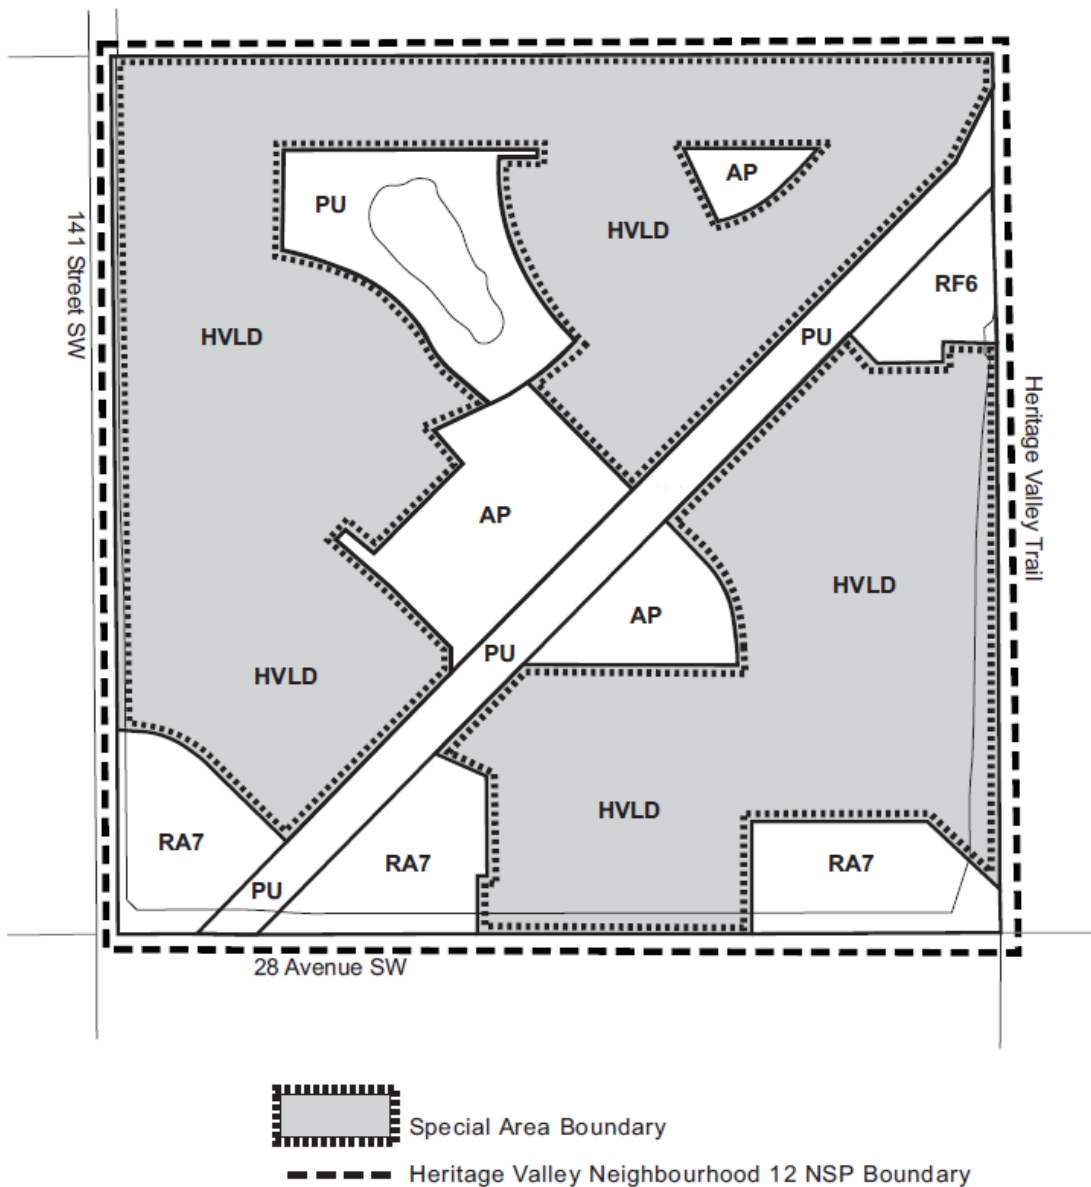 AP
PU
HVLD
RF6
141 Street SW
HVLD
PU
Heritage Valley Trail
AP
HVLD
AP
PU
HVLD
HVLD
RA7
RA7
RA7
PU
28 Avenue SW
Special Area Boundary
Heritage Valley Neighbourhood 12 NSP Boundary